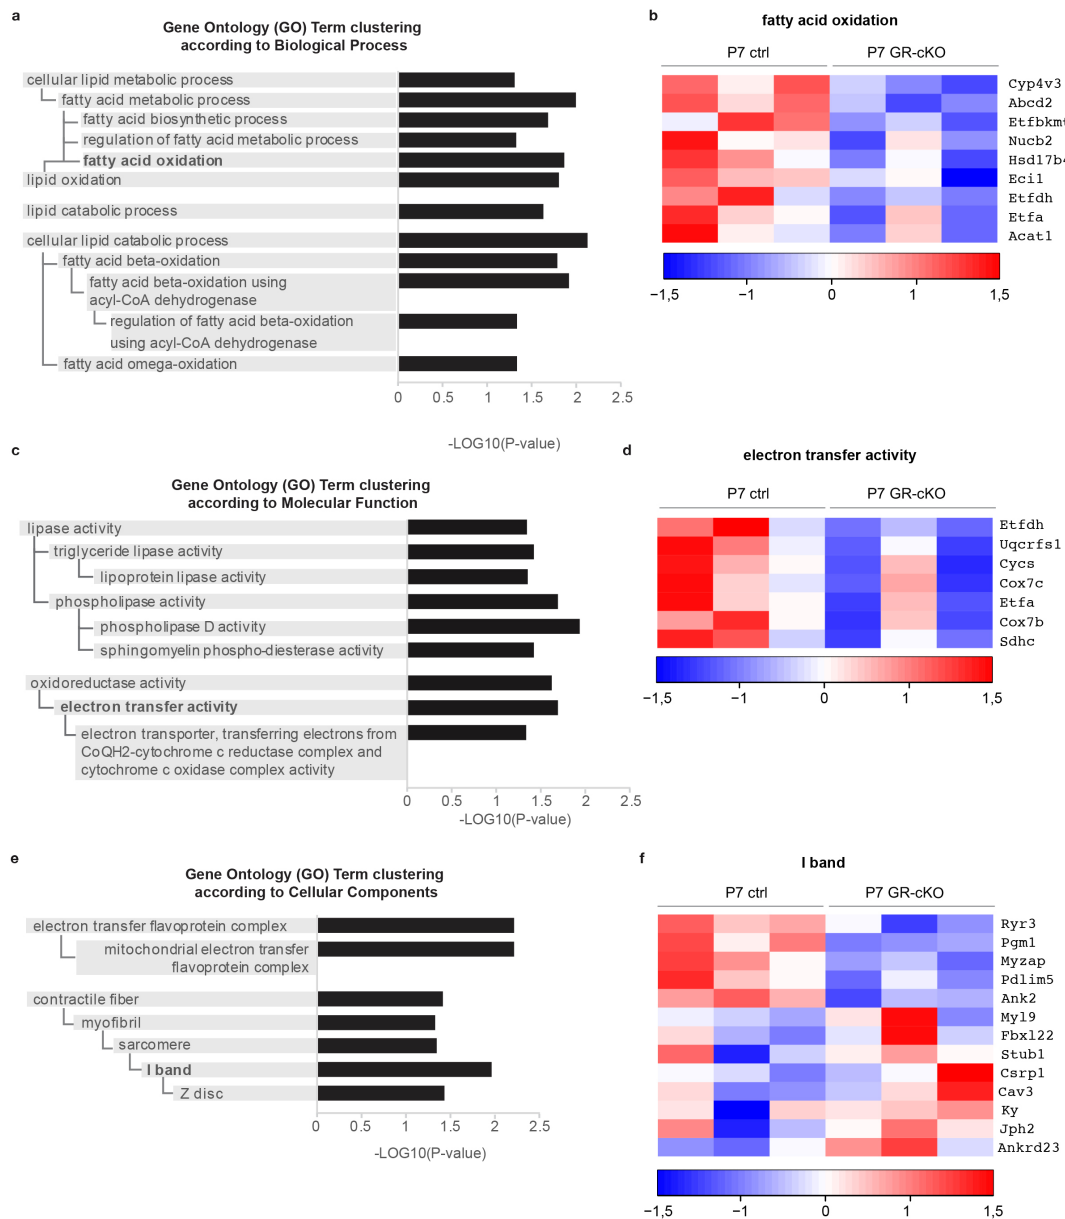 a
Gene Ontology (GO) Term clustering
according to Biological Process
cellular lipid metabolic process
fatty acid metabolic process
fatty acid biosynthetic process
regulation of fatty acid metabolic process
fatty acid oxidation
lipid oxidation
lipid catabolic process
cellular lipid catabolic process
fatty acid beta-oxidation
fatty acid beta-oxidation using
acyl-CoA dehydrogenase
regulation of fatty acid beta-oxidation
using acyl-CoA dehydrogenase
fatty acid omega-oxidation
0 0.5 1 1.5 2 2.5
-LOG10(P-value)
b
fatty acid oxidation
P7 ctrl P7 GR-cKO
Cyp4v3
Abcd2
Etfbkmt
Nucb2
Hsd17b4
Eci1
Etfdh
Etfa
Acat1
−1,5 −1 0 1 1,5
c
Gene Ontology (GO) Term clustering
according to Molecular Function
lipase activity
triglyceride lipase activity
lipoprotein lipase activity
phospholipase activity
phospholipase D activity
sphingomyelin phospho-diesterase activity
oxidoreductase activity
electron transfer activity
electron transporter, transferring electrons from
CoQH2-cytochrome c reductase complex and
cytochrome c oxidase complex activity
0 0.5 1 1.5 2 2.5
-LOG10(P-value)
d
electron transfer activity
P7 ctrl P7 GR-cKO
Etfdh
Uqcrfs1
Cycs
Cox7c
Etfa
Cox7b
Sdhc
−1,5 −1 0 1 1,5
e
Gene Ontology (GO) Term clustering
according to Cellular Components
electron transfer flavoprotein complex
mitochondrial electron transfer
flavoprotein complex
contractile fiber
myofibril
sarcomere
I band
Z disc
0 0.5 1 1.5 2 2.5
-LOG10(P-value)
f
I band
P7 ctrl P7 GR-cKO
Ryr3
Pgm1
Myzap
Pdlim5
Ank2
Myl9
Fbxl22
Stub1
Csrp1
Cav3
Ky
Jph2
Ankrd23
−1,5 −1 0 1 1,5